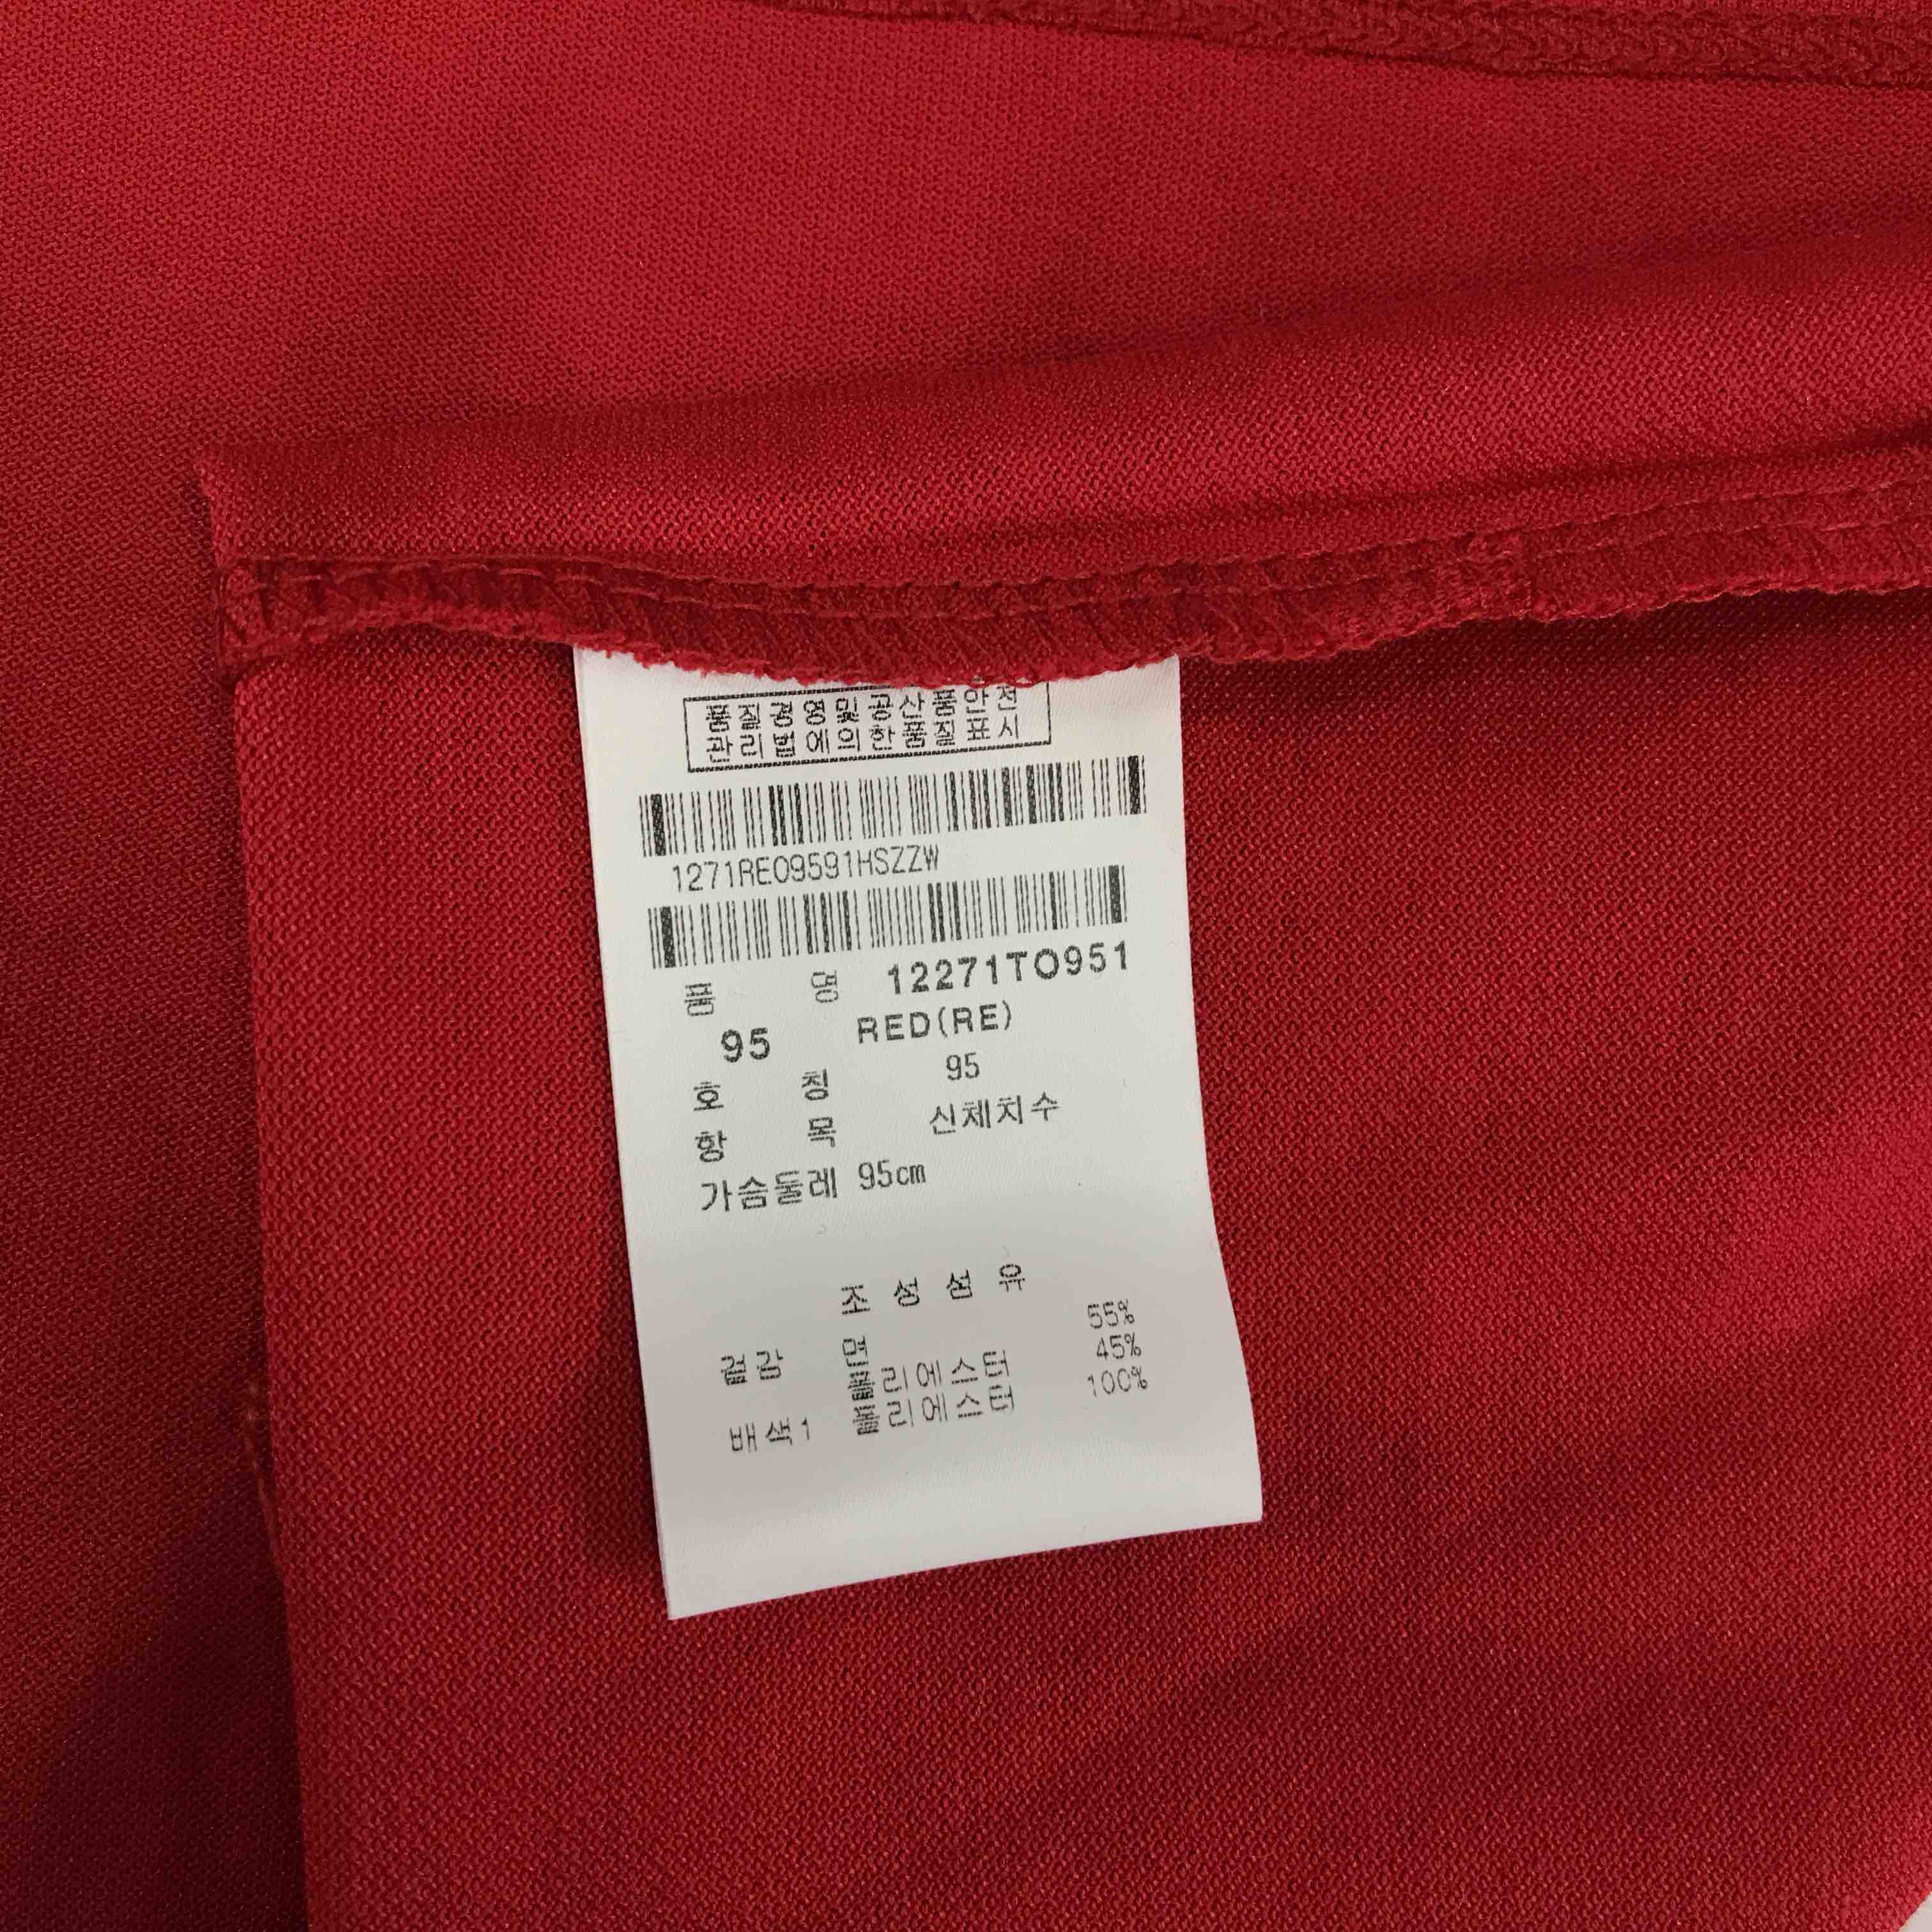 품질경영및공산품안전
관리법에의한품질표시
1271RE09591HSZZW
품 명 12271TO951
95 RED(RE)
호 칭 95
항 목 신체치수
가슴둘레 95cm
조성섬유
겉감 면 55%
폴리에스터 45%
배색1 폴리에스터 100%